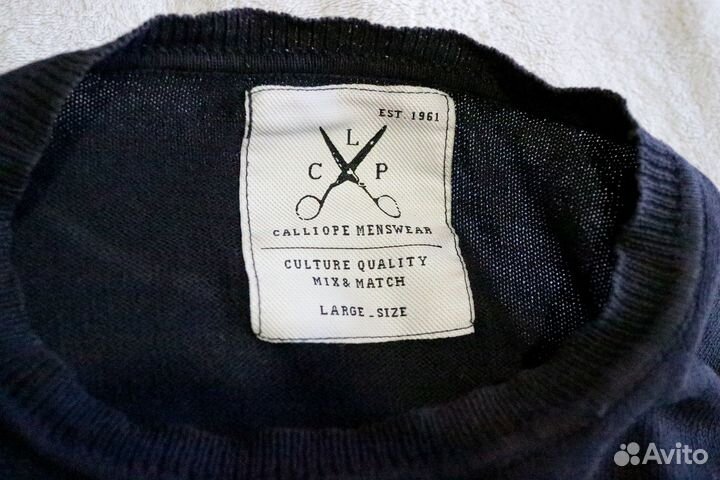 EST. 1961
L
C P
CALLIOPE MENSWEAR
CULTURE QUALITY
MIX & MATCH
LARGE_SIZE
Avito